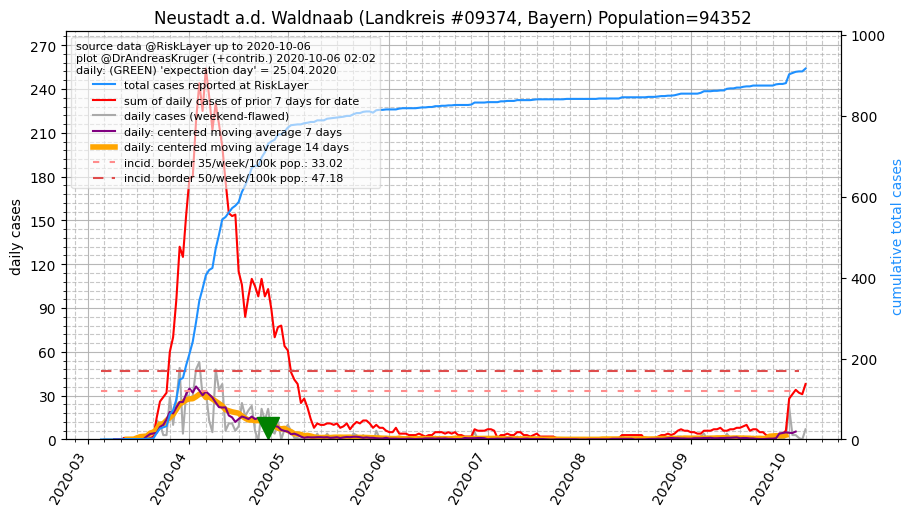 Neustadt a.d. Waldnaab (Landkreis #09374, Bayern) Population=94352
source data @RiskLayer up to 2020-10-06
plot @DrAndreasKruger (+contrib.) 2020-10-06 02:02
daily: (GREEN) 'expectation day' = 25.04.2020
total cases reported at RiskLayer
sum of daily cases of prior 7 days for date
daily cases (weekend-flawed)
daily: centered moving average 7 days
daily: centered moving average 14 days
incid. border 35/week/100k pop.: 33.02
incid. border 50/week/100k pop.: 47.18
daily cases
270
240
210
180
150
120
90
60
30
0
cumulative total cases
1000
800
600
400
200
0
2020-03
2020-04
2020-05
2020-06
2020-07
2020-08
2020-09
2020-10